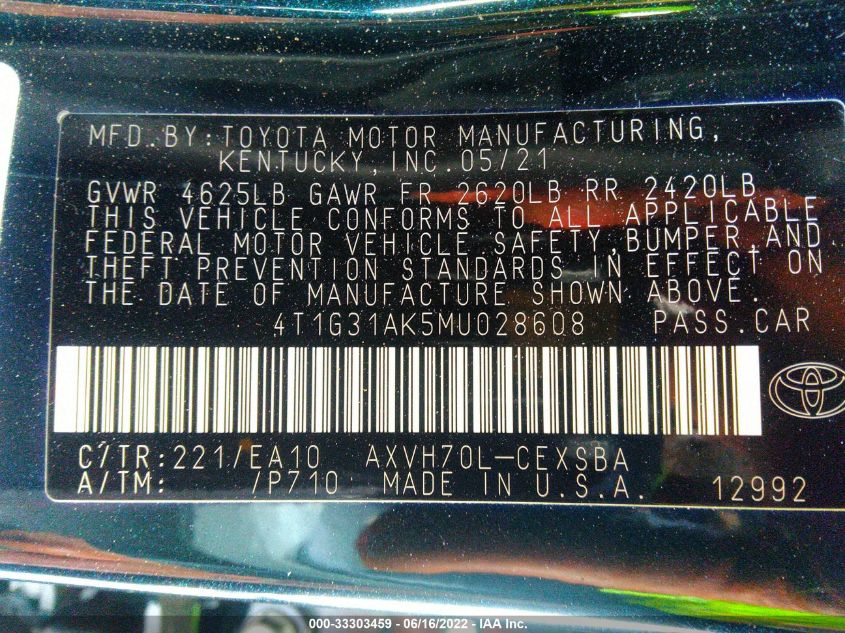 MFD.BY:TOYOTA MOTOR MANUFACTURING,
KENTUCKY,INC.05/21
GVWR 4625LB GAWR FR 2620LB RR 2420LB
THIS VEHICLE CONFORMS TO ALL APPLICABLE
FEDERAL MOTOR VEHICLE SAFETY,BUMPER,AND
THEFT PREVENTION STANDARDS IN EFFECT ON
THE DATE OF MANUFACTURE SHOWN ABOVE.
4T1G31AK5MU028608 PASS.CAR
C/TR:221/EA10 AXVH70L-CEXSBA
A/TM: /P710 MADE IN U.S.A. 12992
000-33303459 - 06/16/2022 - IAA Inc.